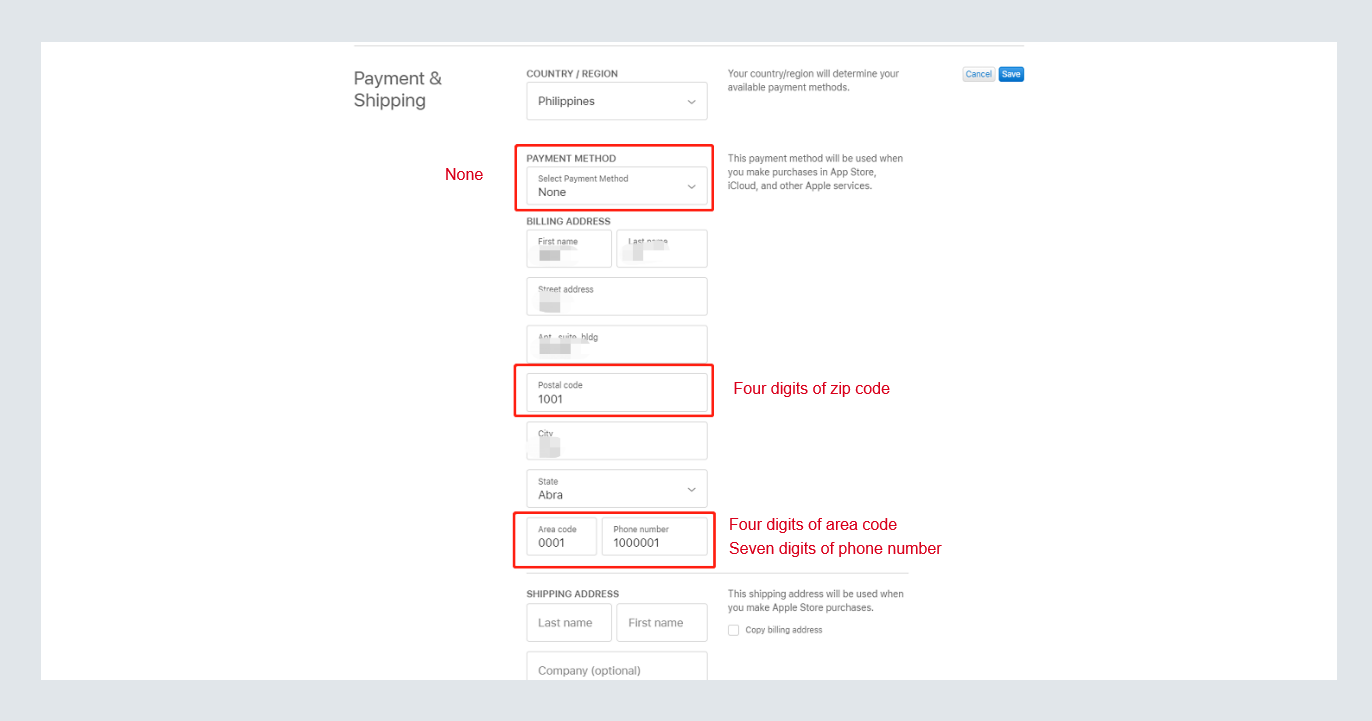 Payment &
Shipping
COUNTRY / REGION
Philippines
Your country/region will determine your
available payment methods.
Cancel
Save
None
PAYMENT METHOD
Select Payment Method
None
This payment method will be used when
you make purchases in App Store,
iCloud, and other Apple services.
BILLING ADDRESS
First name
Last name
Street address
Apt., suite, bldg
Postal code
1001
Four digits of zip code
City
State
Abra
Area code
0001
Phone number
1000001
Four digits of area code
Seven digits of phone number
SHIPPING ADDRESS
Last name
First name
Company (optional)
This shipping address will be used when
you make Apple Store purchases.
Copy billing address